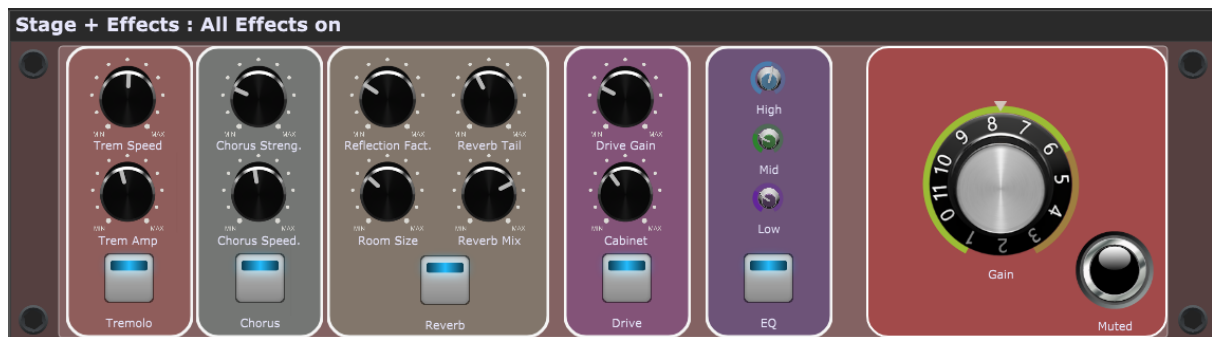 Stage + Effects : All Effects on
MIN MAX
Trem Speed
MIN MAX
Trem Amp
Tremolo
MIN MAX
Chorus Streng.
MIN MAX
Chorus Speed.
Chorus
MIN MAX
Reflection Fact.
MIN MAX
Reverb Tail
MIN MAX
Room Size
MIN MAX
Reverb Mix
Reverb
MIN MAX
Drive Gain
MIN MAX
Cabinet
Drive
High
Mid
Low
EQ
0 1 2 3 4 5 6 7 8 9 10 11
Gain
Muted